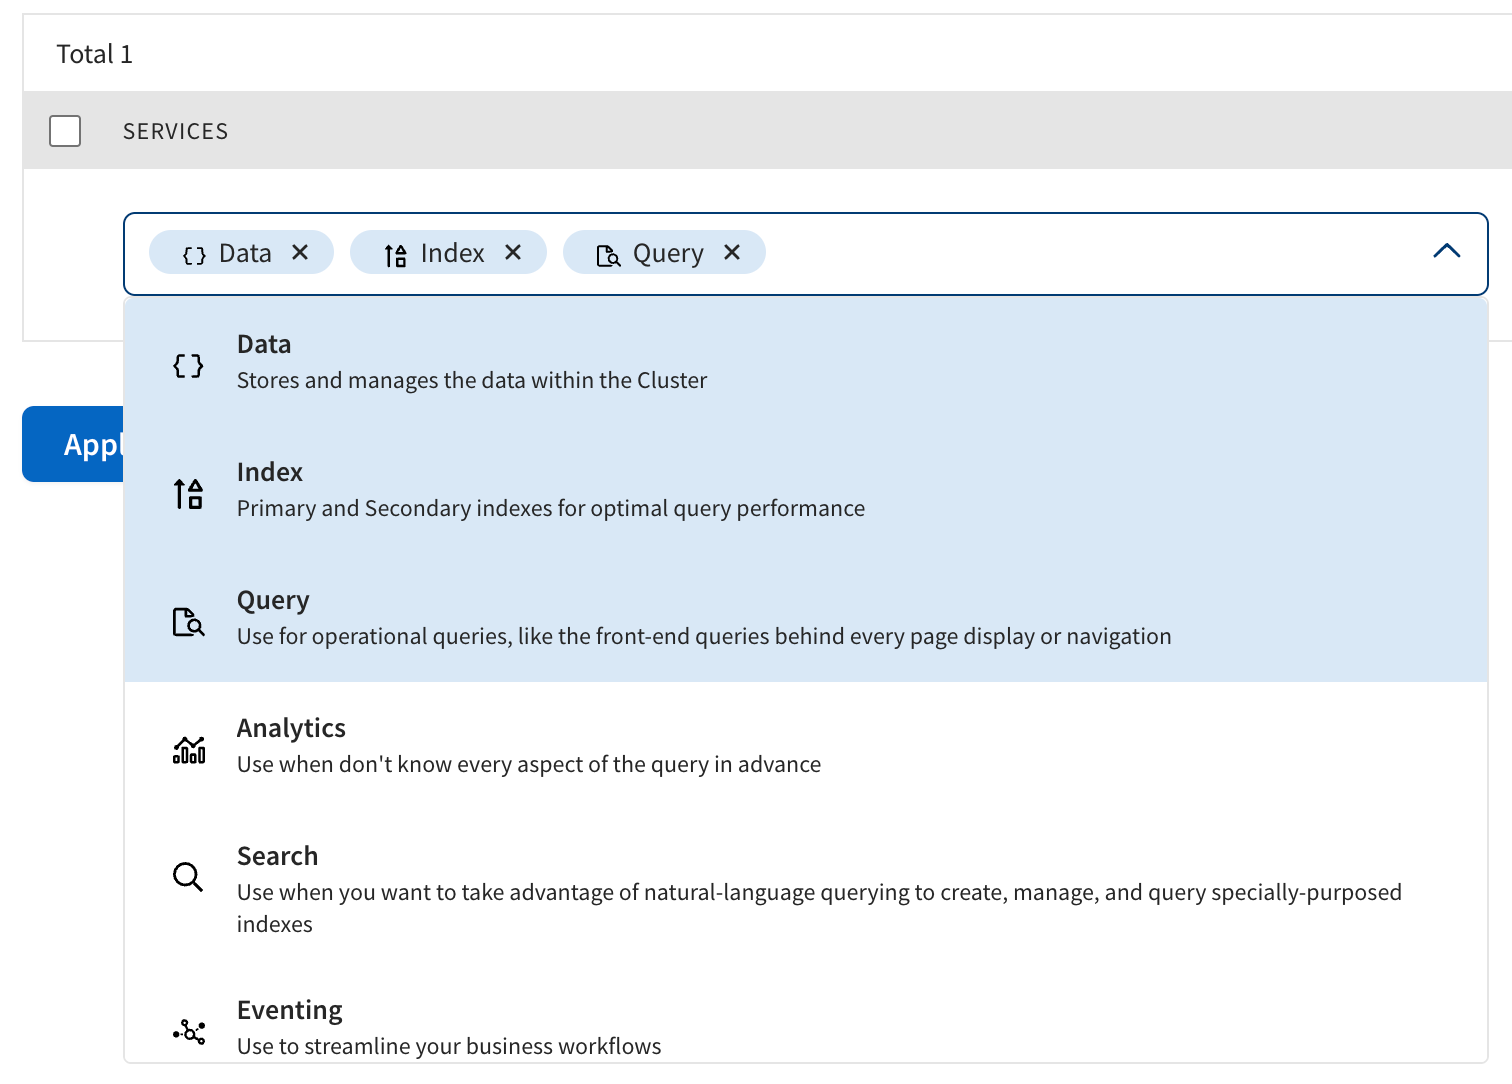 Total 1
SERVICES
Data
Index
Query
Data
Stores and manages the data within the Cluster
Appl
Index
Primary and Secondary indexes for optimal query performance
Query
Use for operational queries, like the front-end queries behind every page display or navigation
Analytics
Use when don't know every aspect of the query in advance
Search
Use when you want to take advantage of natural-language querying to create, manage, and query specially-purposed
indexes
Eventing
Use to streamline your business workflows